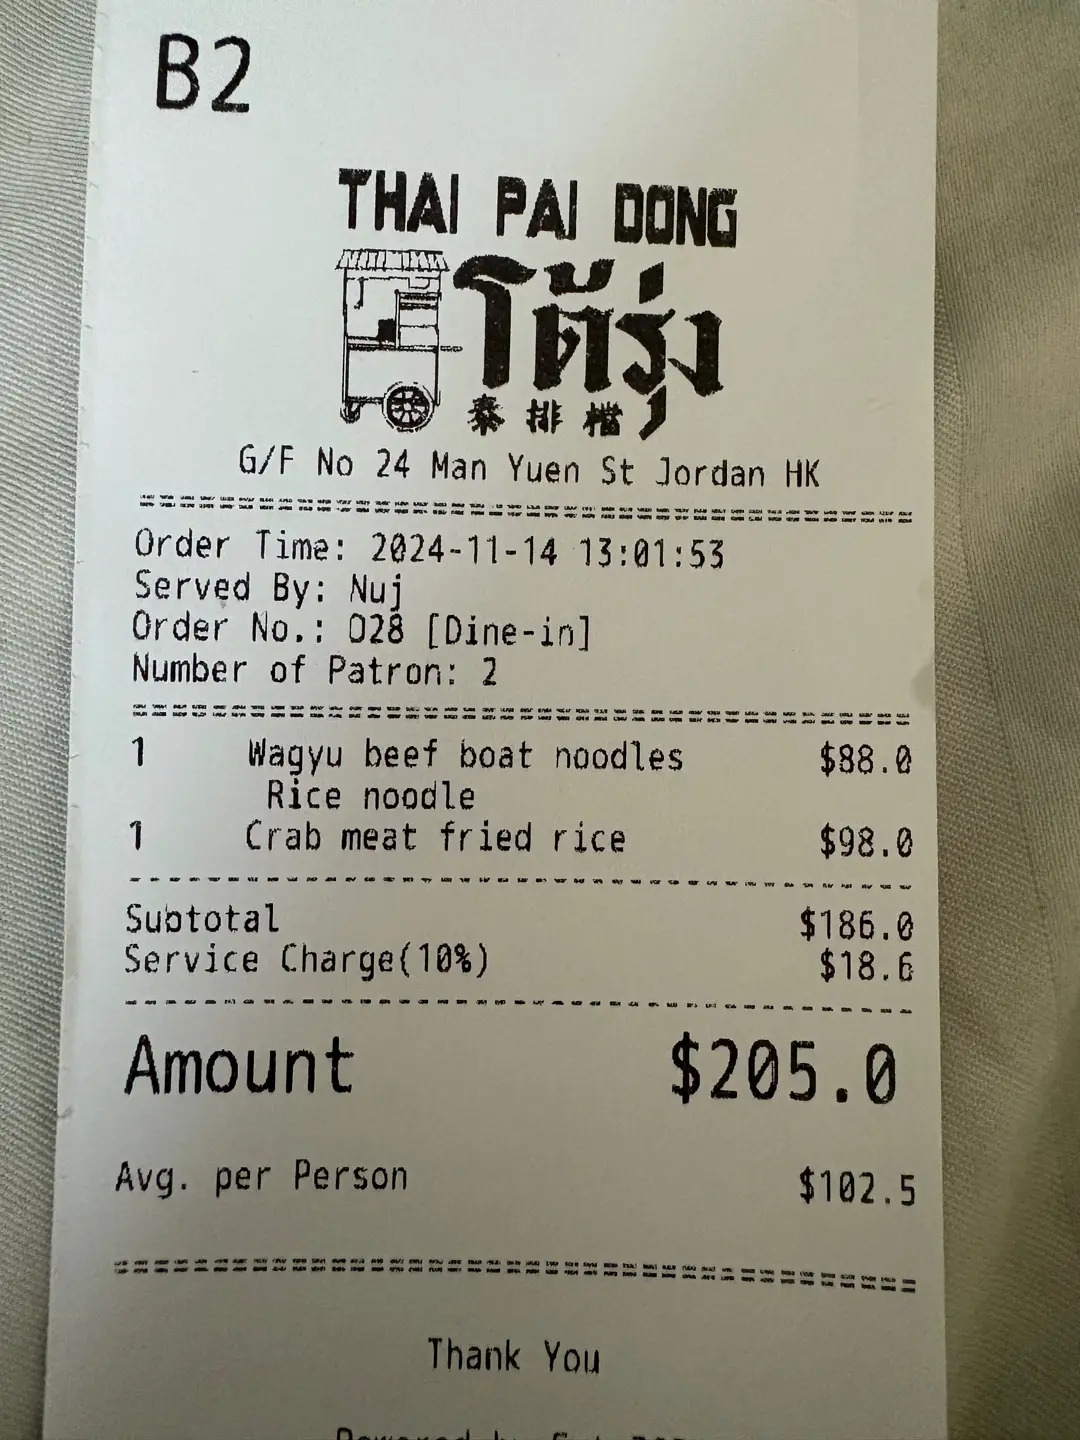 B2
THAI PAI DONG
โต้รุ่ง
泰排檔
G/F No 24 Man Yuen St Jordan HK
Order Time: 2024-11-14 13:01:53
Served By: Nuj
Order No.: 028 [Dine-in]
Number of Patron: 2
1 Wagyu beef boat noodles $88.0
Rice noodle
1 Crab meat fried rice $98.0
Subtotal $186.0
Service Charge(10%) $18.6
Amount $205.0
Avg. per Person $102.5
Thank You
Powered by